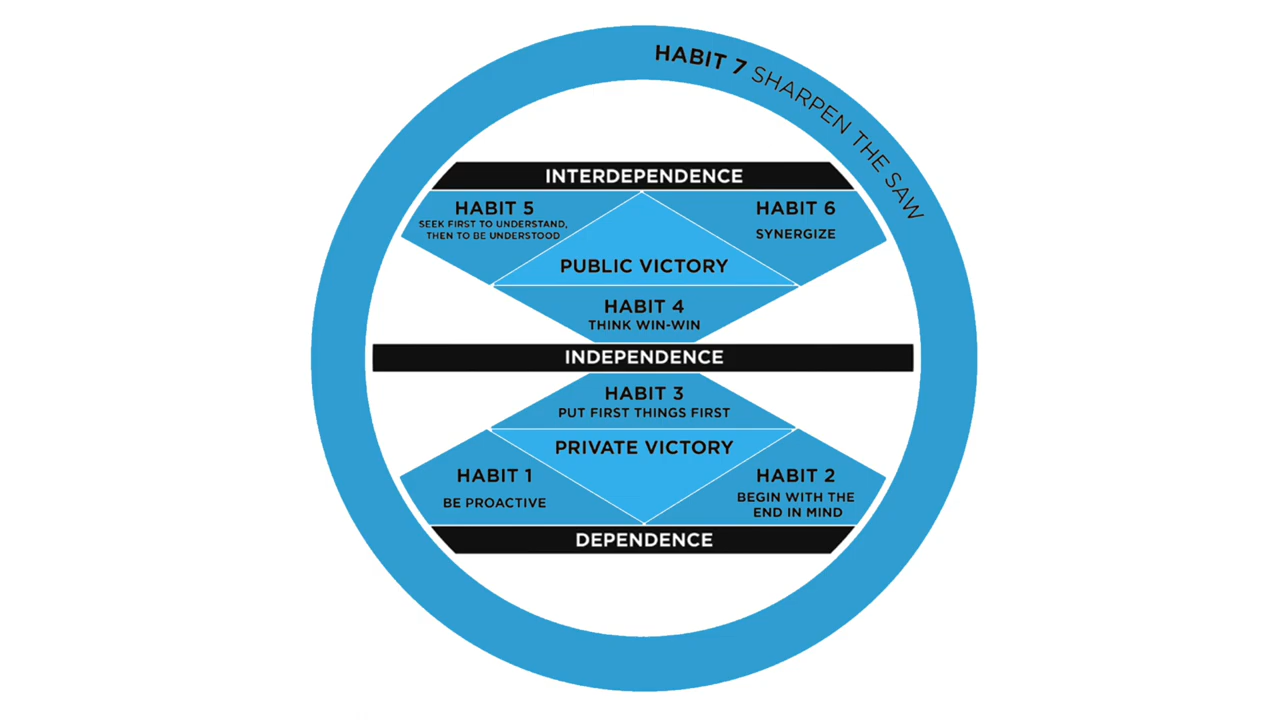 HABIT 7 SHARPEN THE SAW
INTERDEPENDENCE
HABIT 5
SEEK FIRST TO UNDERSTAND,
THEN TO BE UNDERSTOOD
HABIT 6
SYNERGIZE
PUBLIC VICTORY
HABIT 4
THINK WIN-WIN
INDEPENDENCE
HABIT 3
PUT FIRST THINGS FIRST
PRIVATE VICTORY
HABIT 1
BE PROACTIVE
HABIT 2
BEGIN WITH THE
END IN MIND
DEPENDENCE